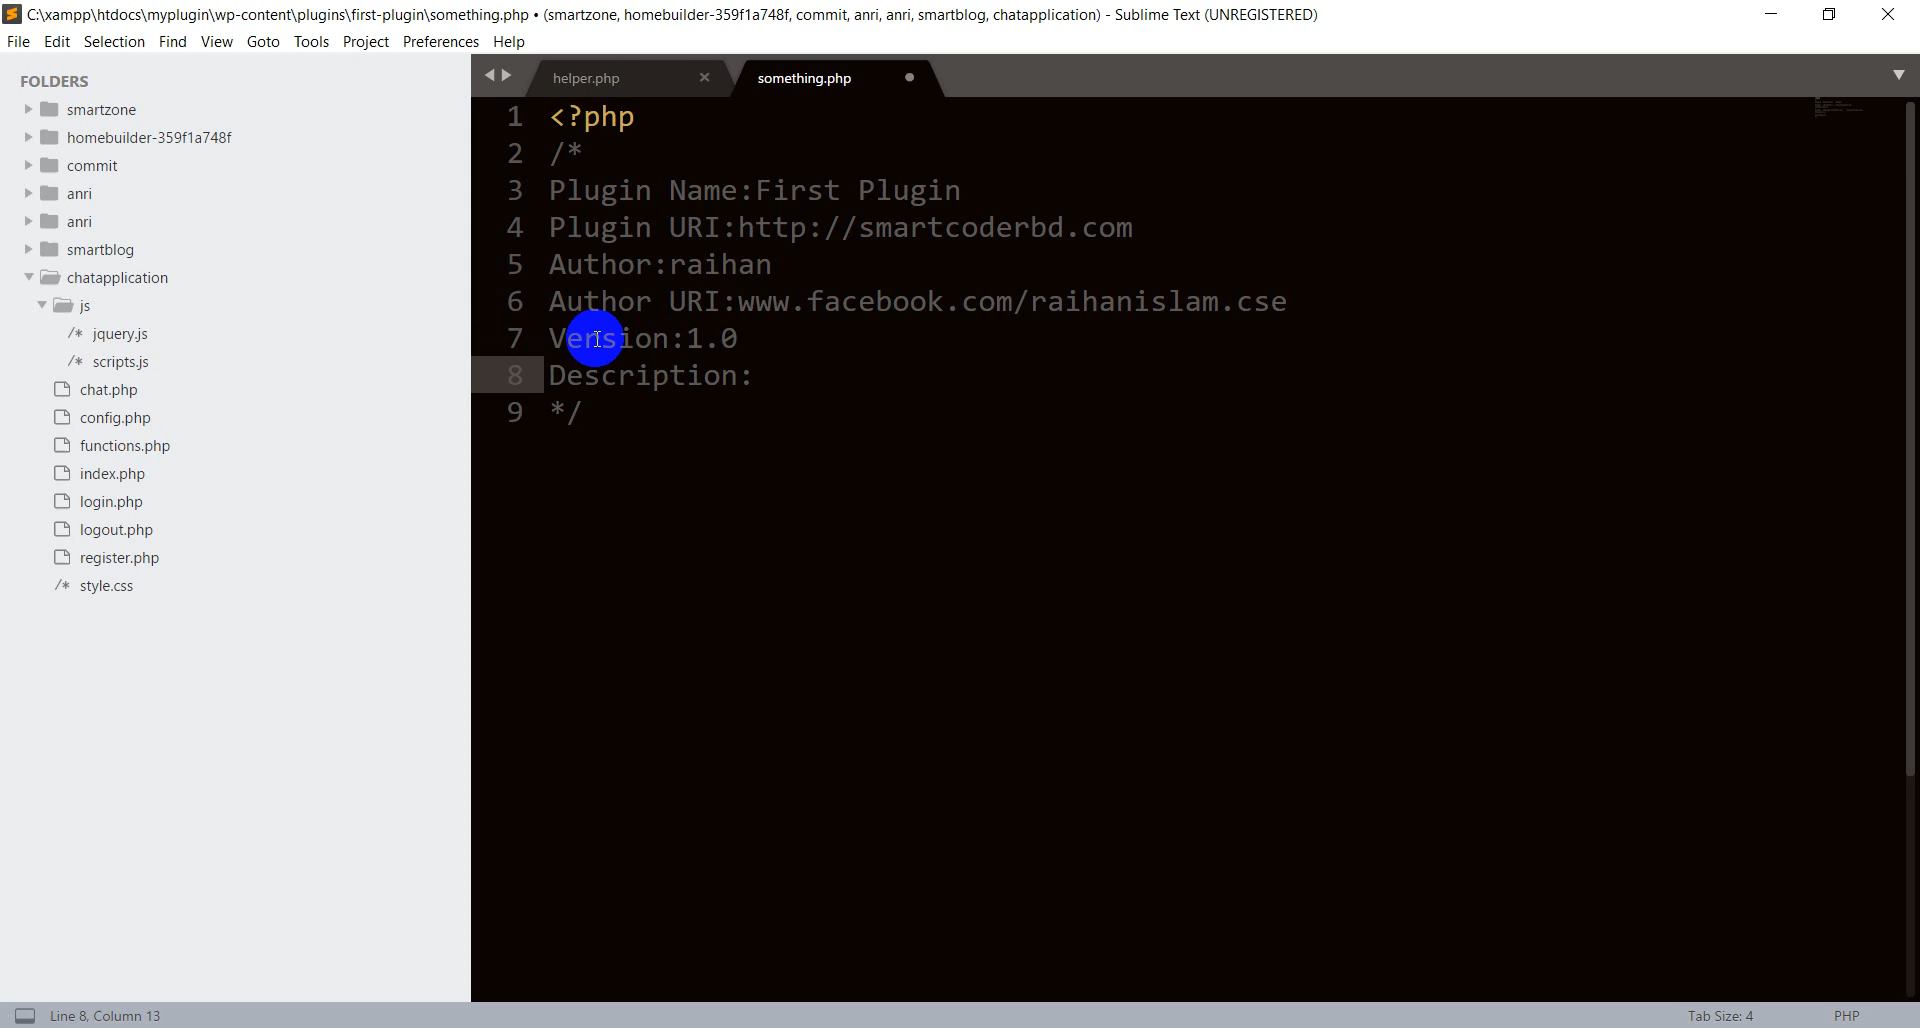 C:\xampp\htdocs\myplugin\wp-content\plugins\first-plugin\something.php • (smartzone, homebuilder-359f1a748f, commit, anri, anri, smartblog, chatapplication) - Sublime Text (UNREGISTERED)
File Edit Selection Find View Goto Tools Project Preferences Help
FOLDERS
smartzone
homebuilder-359f1a748f
commit
anri
anri
smartblog
chatapplication
js
/* jquery.js
/* scripts.js
chat.php
config.php
functions.php
index.php
login.php
logout.php
register.php
/* style.css
helper.php something.php
1 <?php
2 /*
3 Plugin Name:First Plugin
4 Plugin URI:http://smartcoderbd.com
5 Author:raihan
6 Author URI:www.facebook.com/raihanislam.cse
7 Version:1.0
8 Description:
9 */
Line 8, Column 13 Tab Size: 4 PHP